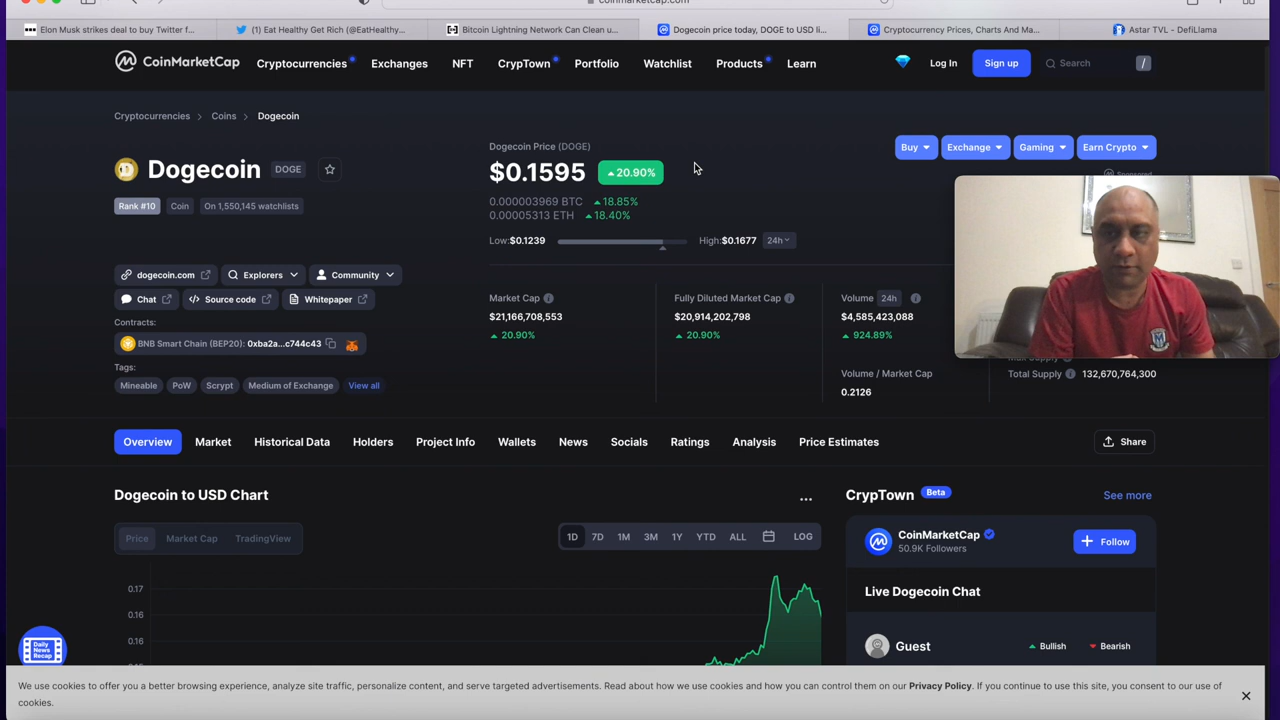 coinmarketcap.com
Elon Musk strikes deal to buy Twitter f...
(1) Eat Healthy Get Rich (@EatHealthy...
Bitcoin Lightning Network Can Clean u...
Dogecoin price today, DOGE to USD li...
Cryptocurrency Prices, Charts And Ma...
Astar TVL - DefiLlama
CoinMarketCap
Cryptocurrencies
Exchanges
NFT
CrypTown
Portfolio
Watchlist
Products
Learn
Log In
Sign up
Search
/
Cryptocurrencies > Coins > Dogecoin
Dogecoin DOGE
Rank #10
Coin
On 1,550,145 watchlists
dogecoin.com
Explorers
Community
Chat
Source code
Whitepaper
Contracts:
BNB Smart Chain (BEP20): 0xba2a...c744c43
Tags:
Mineable
PoW
Scrypt
Medium of Exchange
View all
Dogecoin Price (DOGE)
$0.1595 20.90%
0.000003969 BTC 18.85%
0.00005313 ETH 18.40%
Low:$0.1239
High:$0.1677
24h
Buy
Exchange
Gaming
Earn Crypto
Sponsored
Market Cap
$21,166,708,553
20.90%
Fully Diluted Market Cap
$20,914,202,798
20.90%
Volume 24h
$4,585,423,088
924.89%
Volume / Market Cap
0.2126
Max Supply
Total Supply 132,670,764,300
Overview
Market
Historical Data
Holders
Project Info
Wallets
News
Socials
Ratings
Analysis
Price Estimates
Share
Dogecoin to USD Chart
...
Price
Market Cap
TradingView
1D
7D
1M
3M
1Y
YTD
ALL
LOG
0.17
0.16
0.16
CrypTown Beta
See more
CoinMarketCap
50.9K Followers
+ Follow
Live Dogecoin Chat
Guest
Bullish
Bearish
Daily
News
Recap
We use cookies to offer you a better browsing experience, analyze site traffic, personalize content, and serve targeted advertisements. Read about how we use cookies and how you can control them on our Privacy Policy. If you continue to use this site, you consent to our use of
cookies.